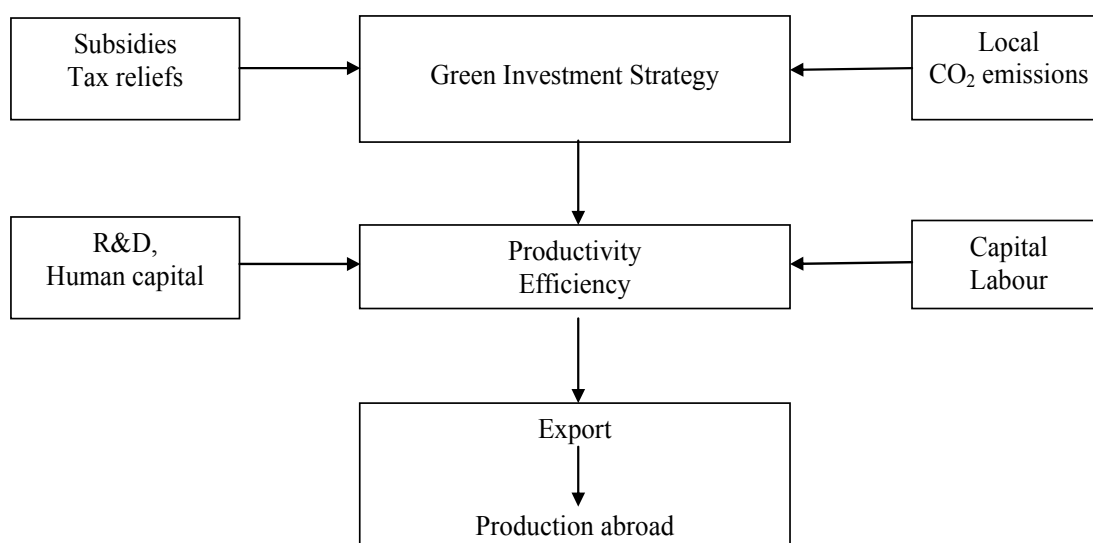 Subsidies
Tax reliefs
Green Investment Strategy
Local
CO₂ emissions
R&D,
Human capital
Productivity
Efficiency
Capital
Labour
Export
Production abroad